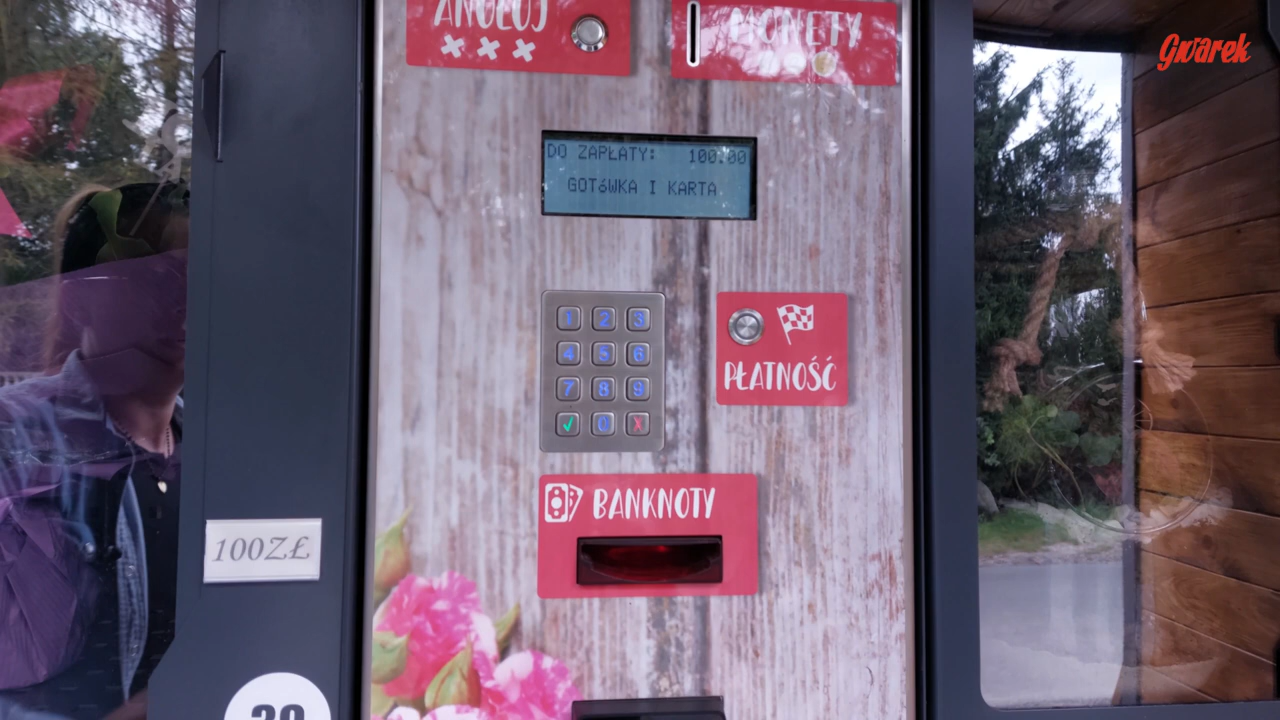 ANULUJ
MONETY
Gwarek
DO ZAPŁATY: 100.00
GOTóWKA I KARTA
1 2 3
4 5 6
7 8 9
0 X
PŁATNOŚĆ
BANKNOTY
100ZŁ